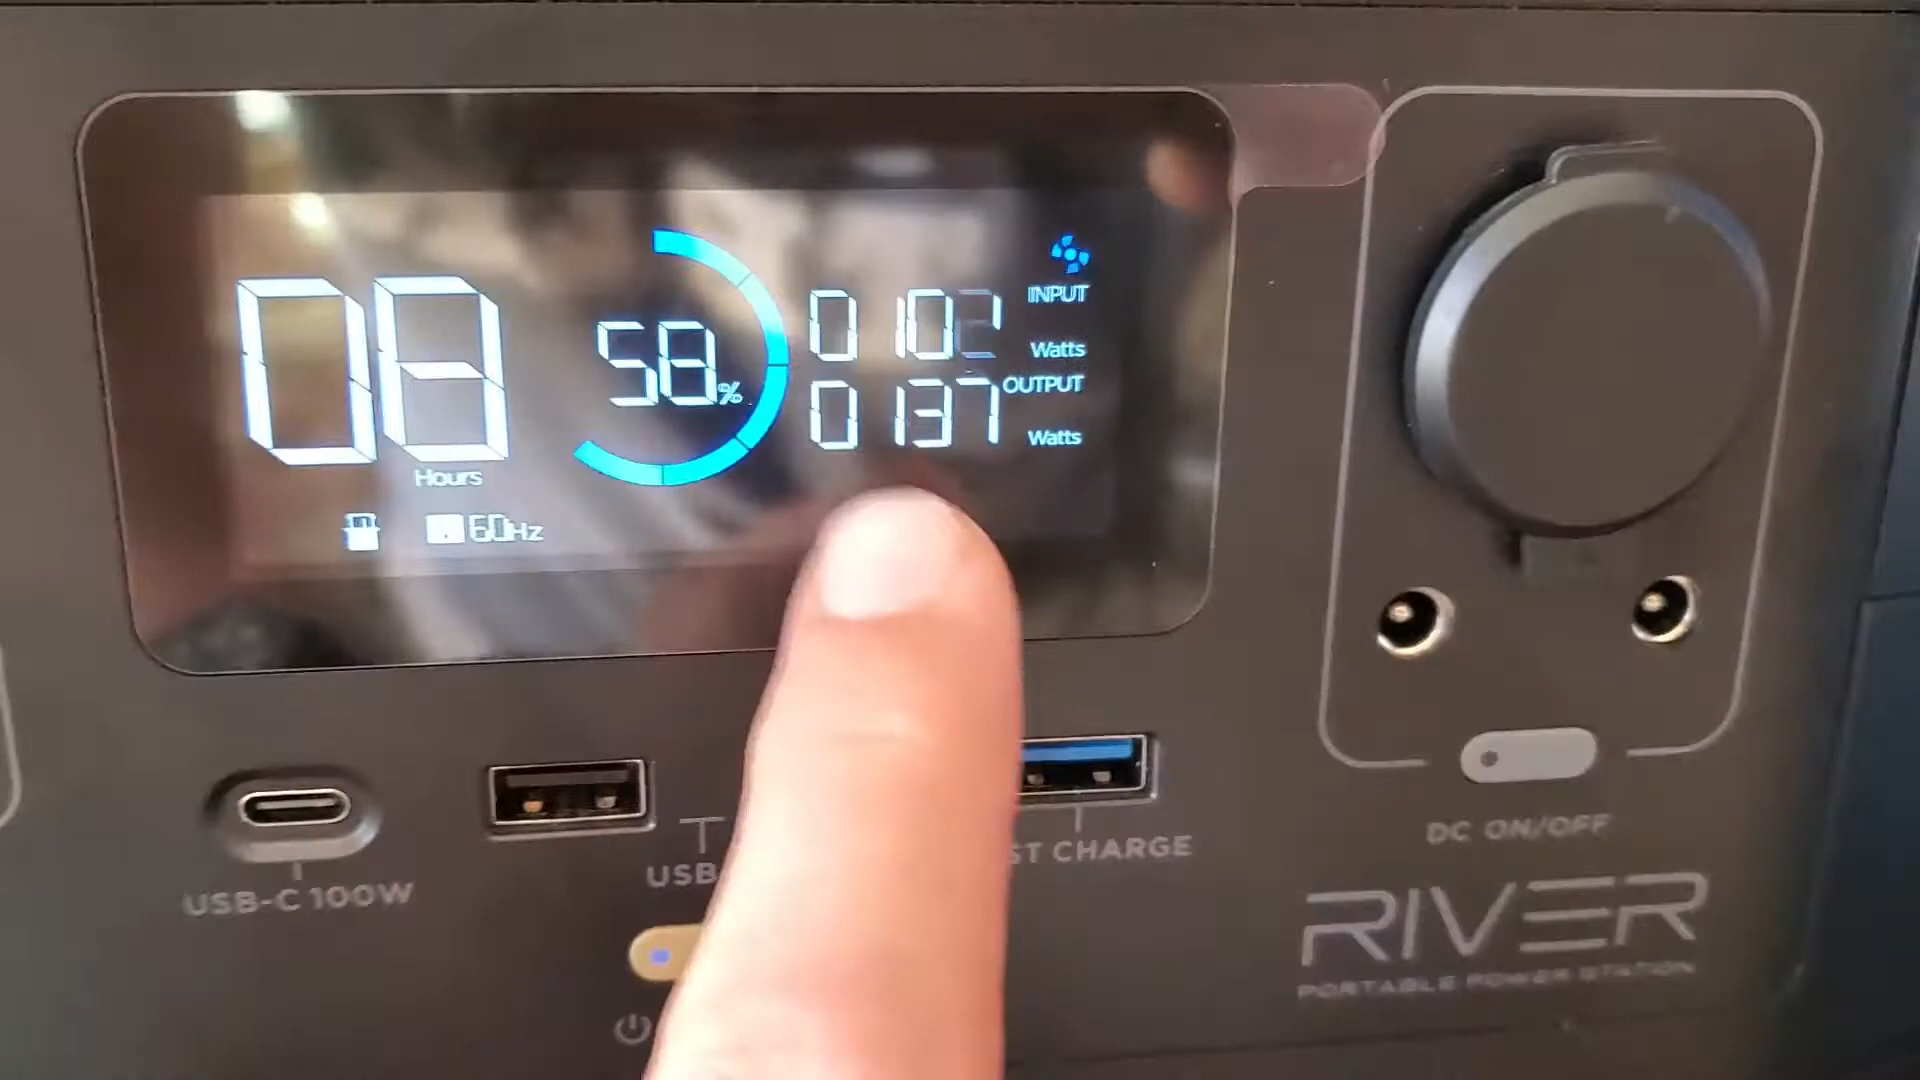 08
Hours
58%
INPUT
Watts
OUTPUT
0137
Watts
60Hz
USB-C 100W
USB
ST CHARGE
DC ON/OFF
RIVER
PORTABLE POWER STATION